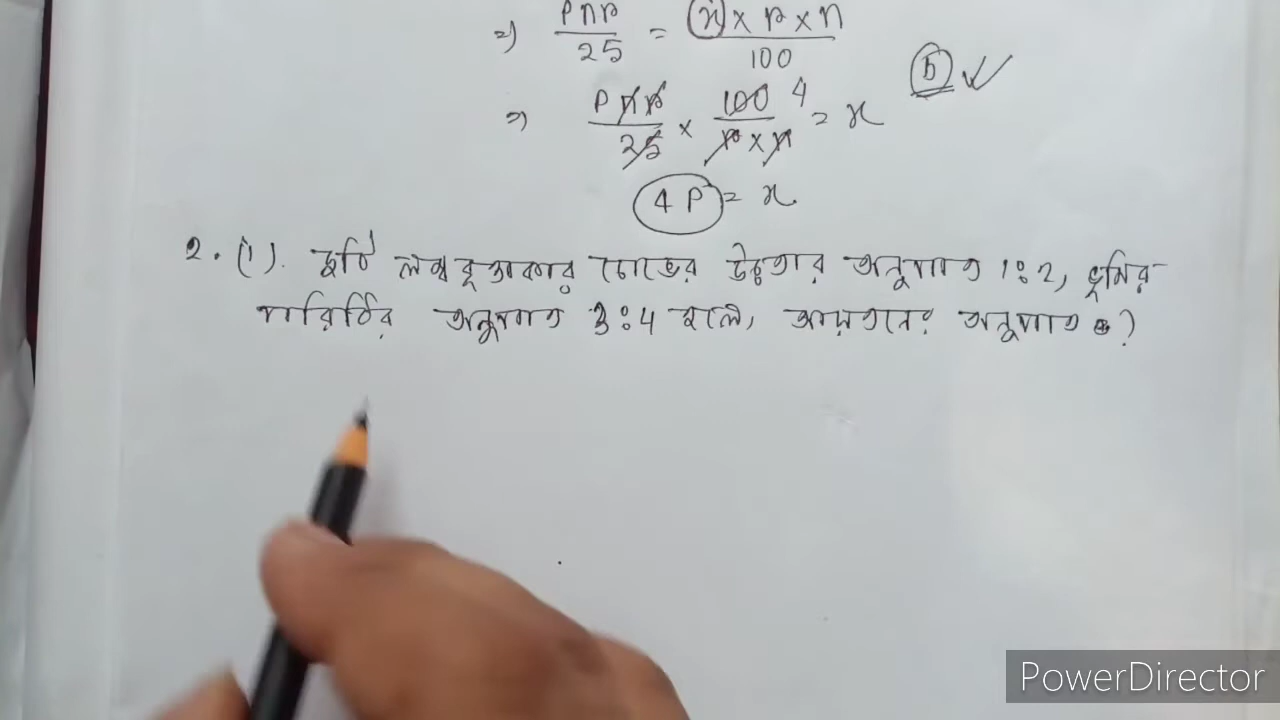 ⇒) Pnr/25 = x × r × n/100
⇒) Pnr/25 × 100/r × n 4 = x
b ✓
4P = x
2. (i). দুটি লম্ব বৃত্তাকার চোঙের উচ্চতার অনুপাত 1:2, ভূমির
পরিধির অনুপাত 3:4 হলে, আয়তনের অনুপাত ?
PowerDirector